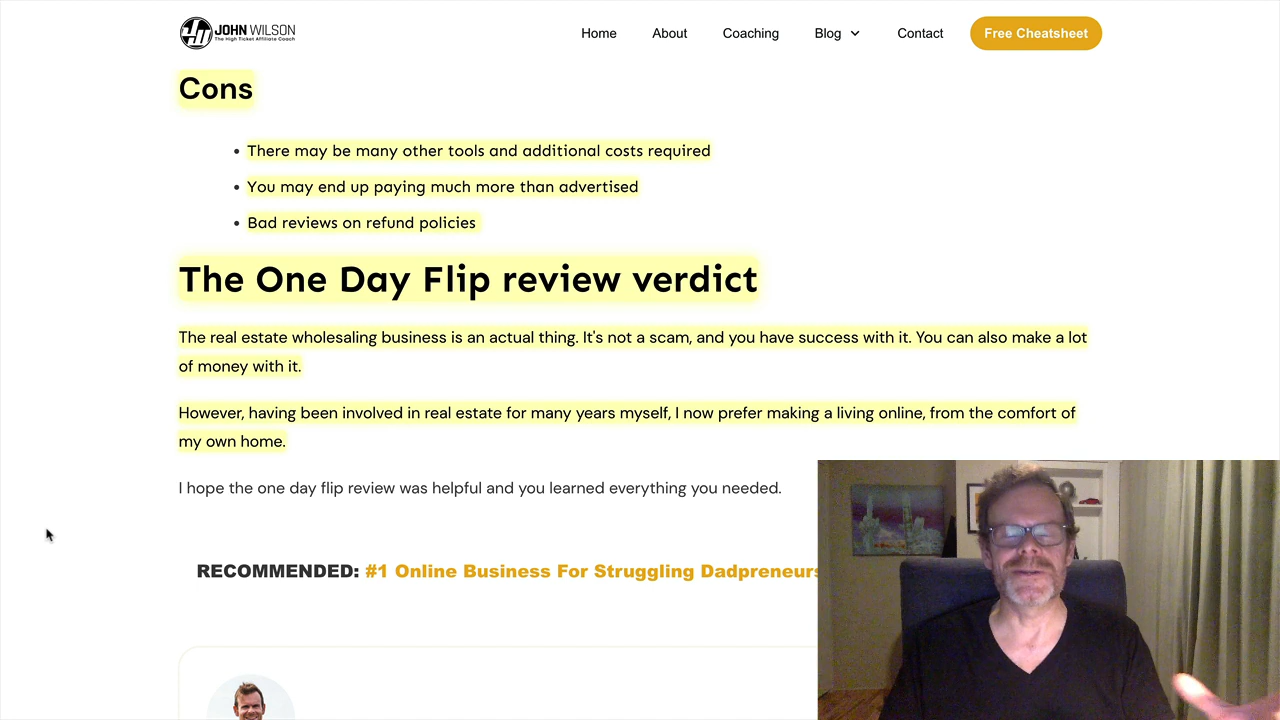 JOHN WILSON
The High Ticket Affiliate Coach
Home
About
Coaching
Blog
Contact
Free Cheatsheet
Cons
There may be many other tools and additional costs required
You may end up paying much more than advertised
Bad reviews on refund policies
The One Day Flip review verdict
The real estate wholesaling business is an actual thing. It's not a scam, and you have success with it. You can also make a lot
of money with it.
However, having been involved in real estate for many years myself, I now prefer making a living online, from the comfort of
my own home.
I hope the one day flip review was helpful and you learned everything you needed.
RECOMMENDED: #1 Online Business For Struggling Dadpreneurs